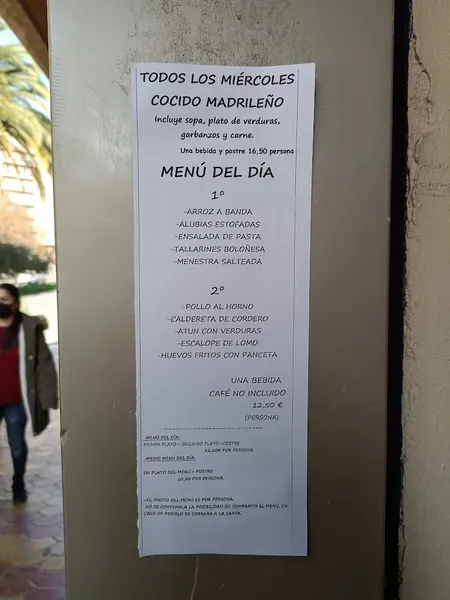 TODOS LOS MIÉRCOLES
COCIDO MADRILEÑO
Incluye sopa, plato de verduras,
garbanzos y carne.
Una bebida y postre 16,50 persona
MENÚ DEL DÍA
1º
-ARROZ A BANDA
-ALUBIAS ESTOFADAS
-ENSALADA DE PASTA
-TALLARINES BOLOÑESA
-MENESTRA SALTEADA
2º
-POLLO AL HORNO
-CALDERETA DE CORDERO
-ATUN CON VERDURAS
-ESCALOPE DE LOMO
-HUEVOS FRITOS CON PANCETA
UNA BEBIDA
CAFÉ NO INCLUIDO
12,50 €
(PERSONA)
-MENÚ DEL DÍA:
PRIMER PLATO + SEGUNDO PLATO +POSTRE
POR PERSONA.
-MEDIO MENÚ DEL DÍA:
UN PLATO DEL MENÚ + POSTRE
POR PERSONA.
-EL PRECIO DEL MENÚ ES POR PERSONA,
NO SE CONTEMPLA LA POSIBILIDAD DE COMPARTIR EL MENÚ, EN
CASO DE PEDIRLO SE COBRARÁ A LA CARTA.